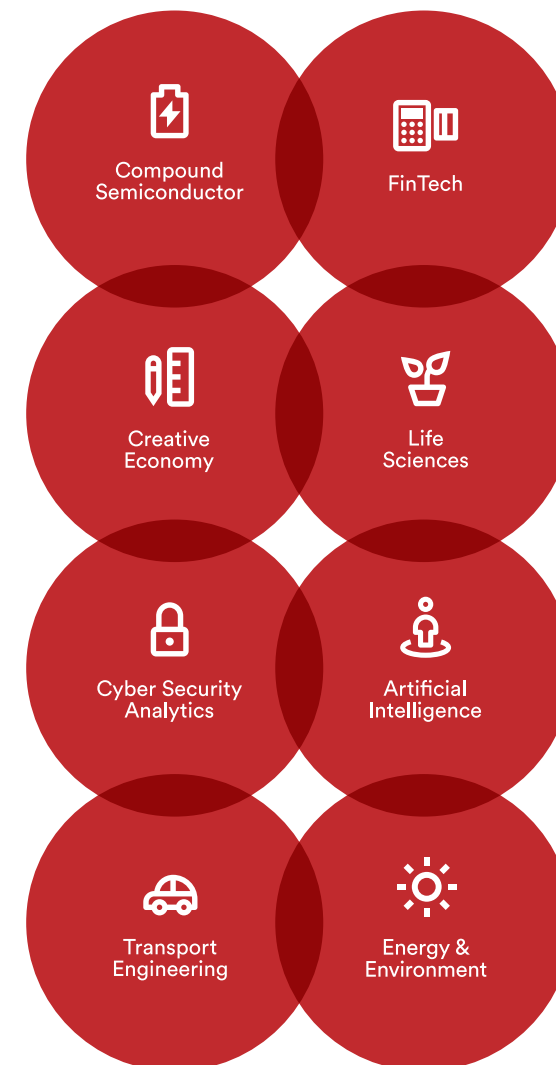 Compound
Semiconductor
FinTech
Creative
Economy
Life
Sciences
Cyber Security
Analytics
Artificial
Intelligence
Transport
Engineering
Energy &
Environment